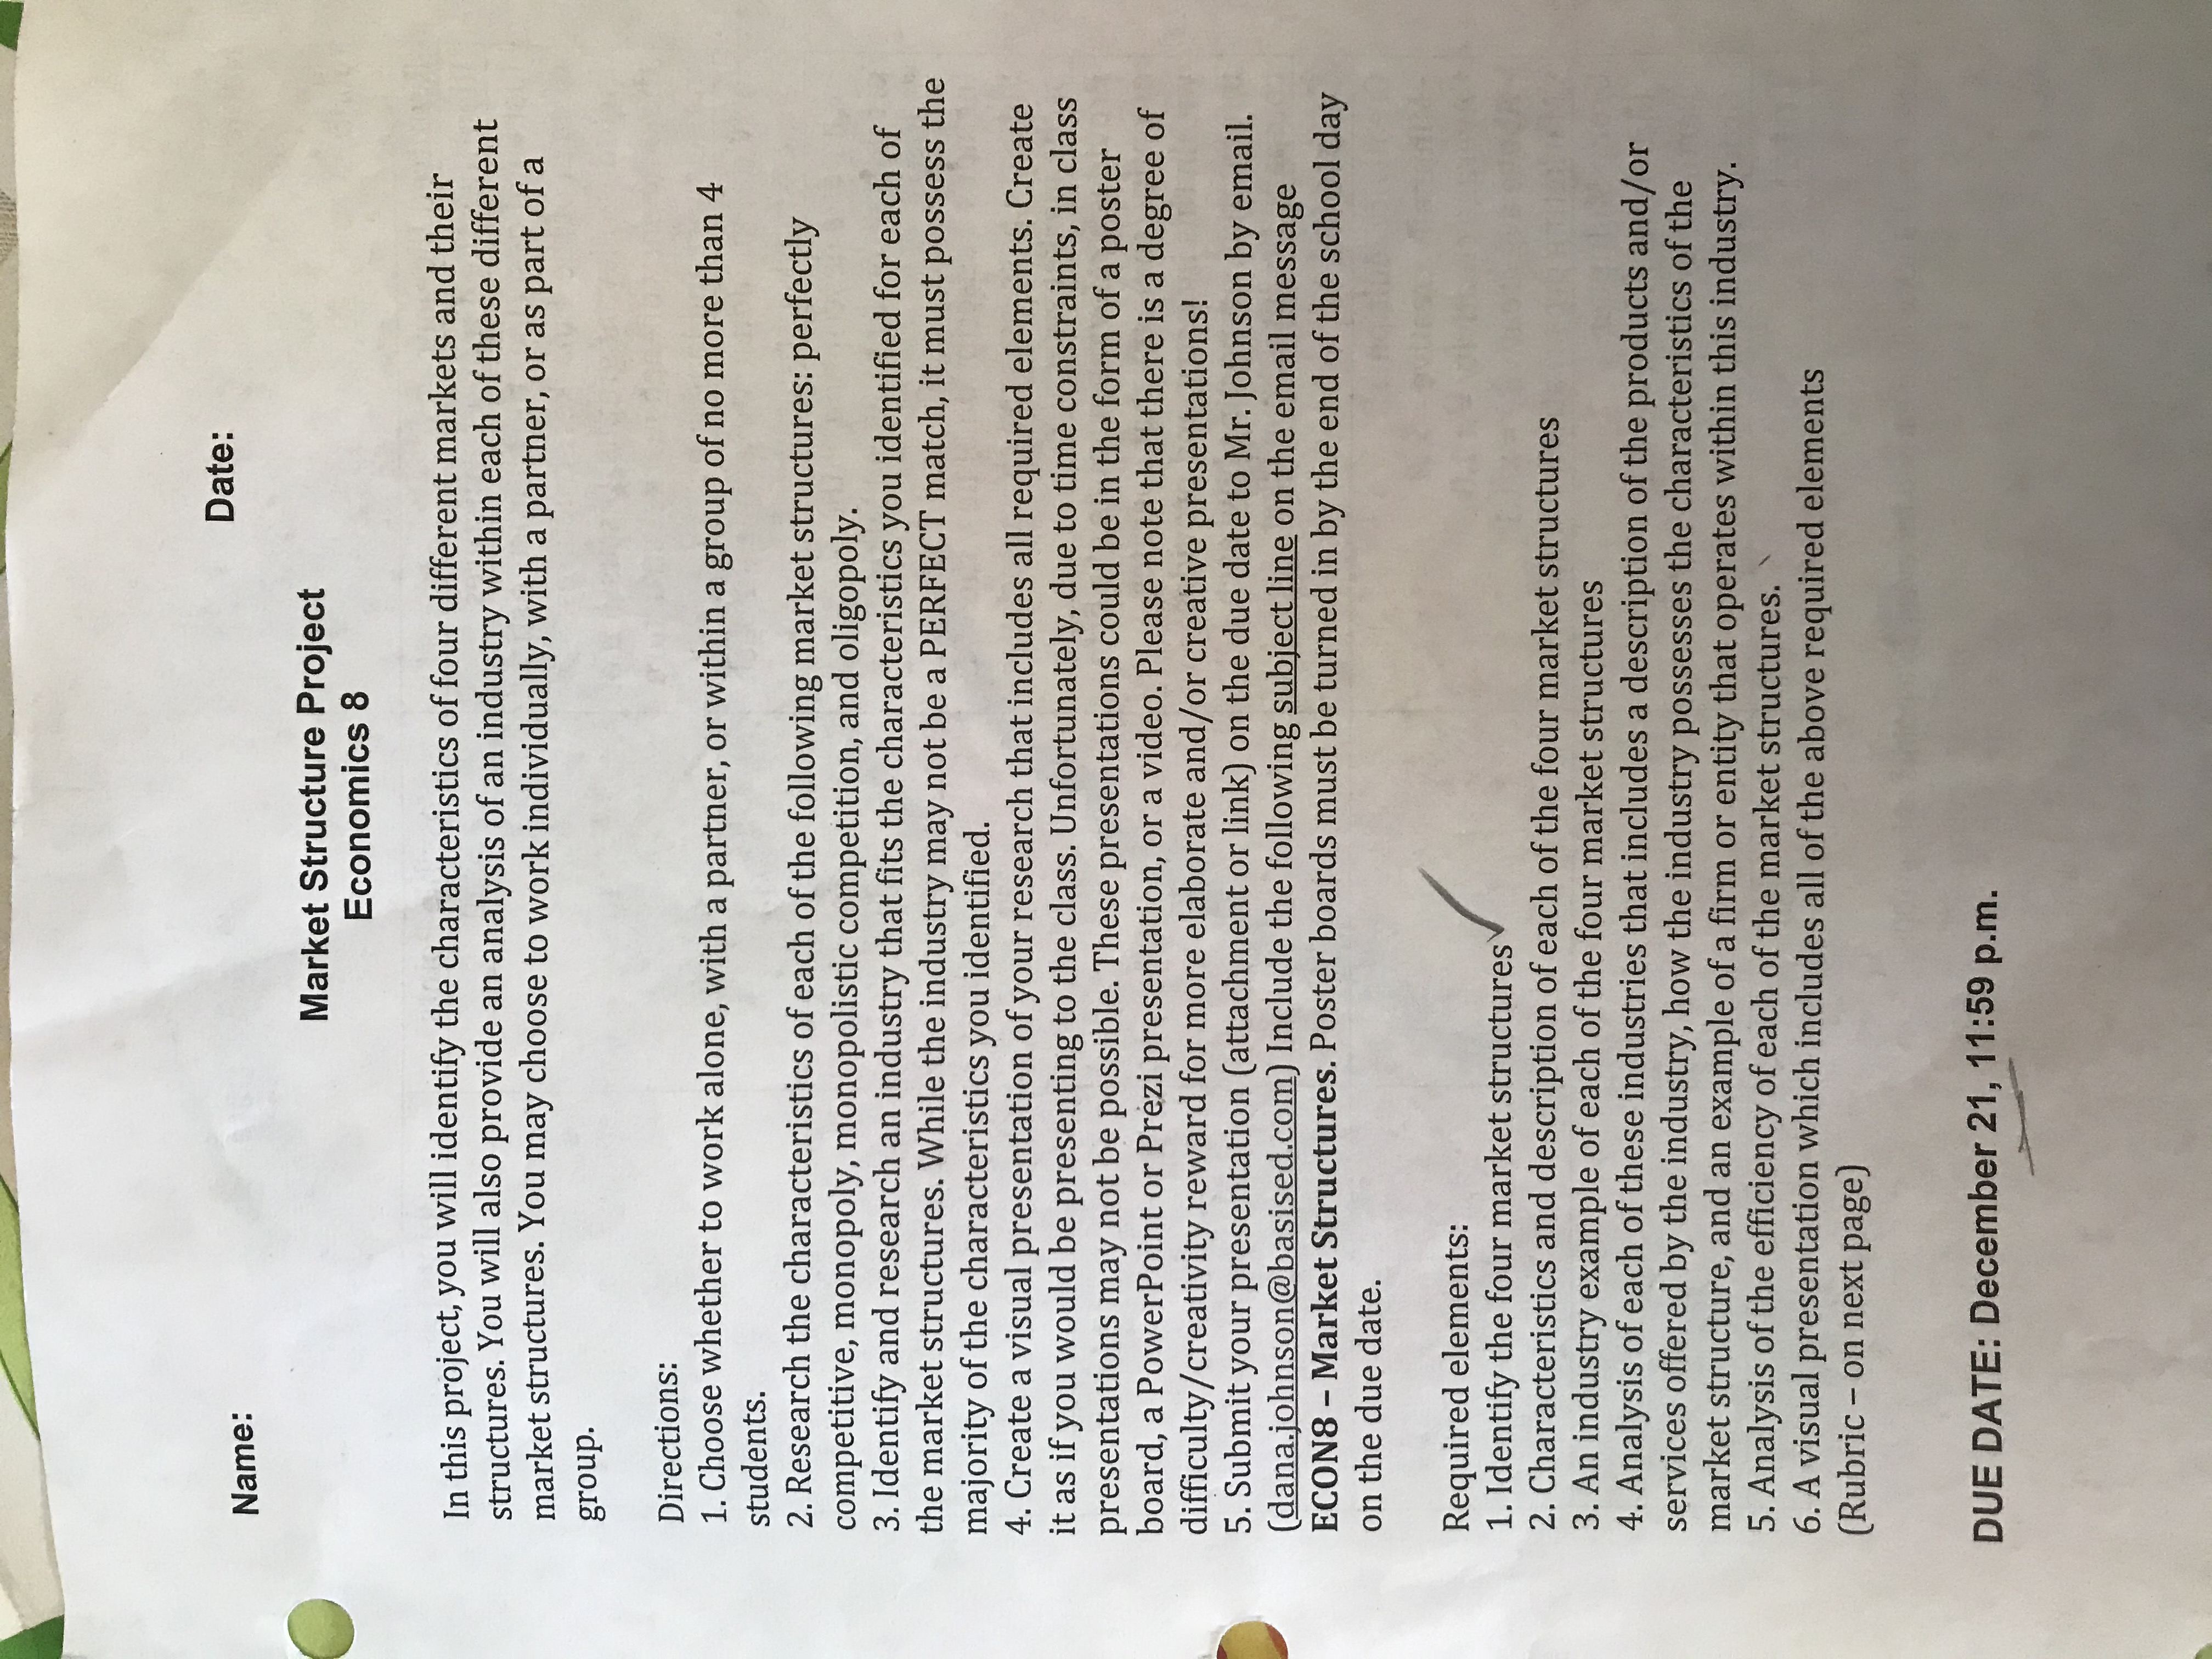 Name: Date:
Market Structure Project
Economics 8
In this project, you will identify the characteristics of four different markets and their
structures. You will also provide an analysis of an industry within each of these different
market structures. You may choose to work individually, with a partner, or as part of a
group.
Directions:
1. Choose whether to work alone, with a partner, or within a group of no more than 4
students.
2. Research the characteristics of each of the following market structures: perfectly
competitive, monopoly, monopolistic competition, and oligopoly.
3. Identify and research an industry that fits the characteristics you identified for each of
the market structures. While the industry may not be a PERFECT match, it must possess the
majority of the characteristics you identified.
4. Create a visual presentation of your research that includes all required elements. Create
it as if you would be presenting to the class. Unfortunately, due to time constraints, in class
presentations may not be possible. These presentations could be in the form of a poster
board, a PowerPoint or Prezi presentation, or a video. Please note that there is a degree of
difficulty/creativity reward for more elaborate and/or creative presentations!
5. Submit your presentation (attachment or link) on the due date to Mr. Johnson by email.
(dana.johnson@basised.com) Include the following subject line on the email message
ECON8 – Market Structures. Poster boards must be turned in by the end of the school day
on the due date.
Required elements:
1. Identify the four market structures
2. Characteristics and description of each of the four market structures
3. An industry example of each of the four market structures
4. Analysis of each of these industries that includes a description of the products and/or
services offered by the industry, how the industry possesses the characteristics of the
market structure, and an example of a firm or entity that operates within this industry.
5. Analysis of the efficiency of each of the market structures.
6. A visual presentation which includes all of the above required elements
(Rubric – on next page)
DUE DATE: December 21, 11:59 p.m.